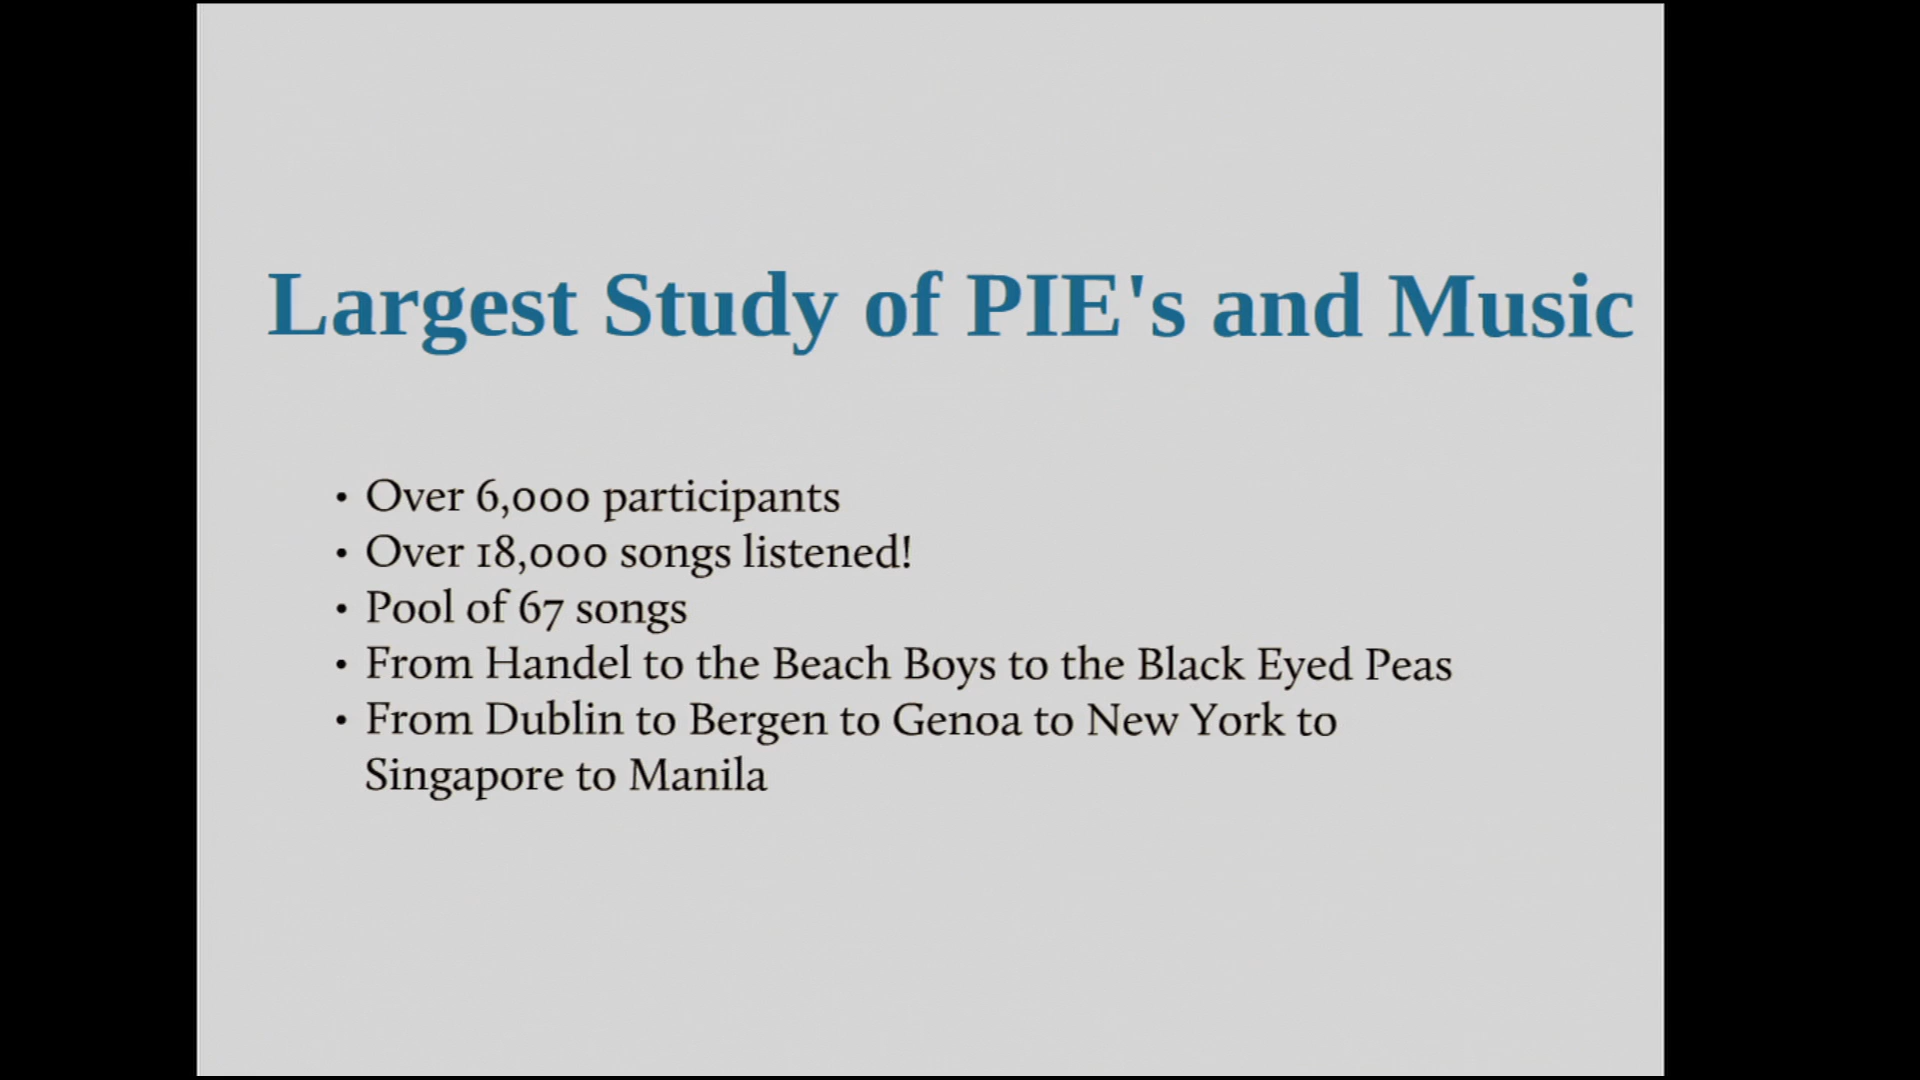 Largest Study of PIE's and Music
• Over 6,000 participants
• Over 18,000 songs listened!
• Pool of 67 songs
• From Handel to the Beach Boys to the Black Eyed Peas
• From Dublin to Bergen to Genoa to New York to
Singapore to Manila